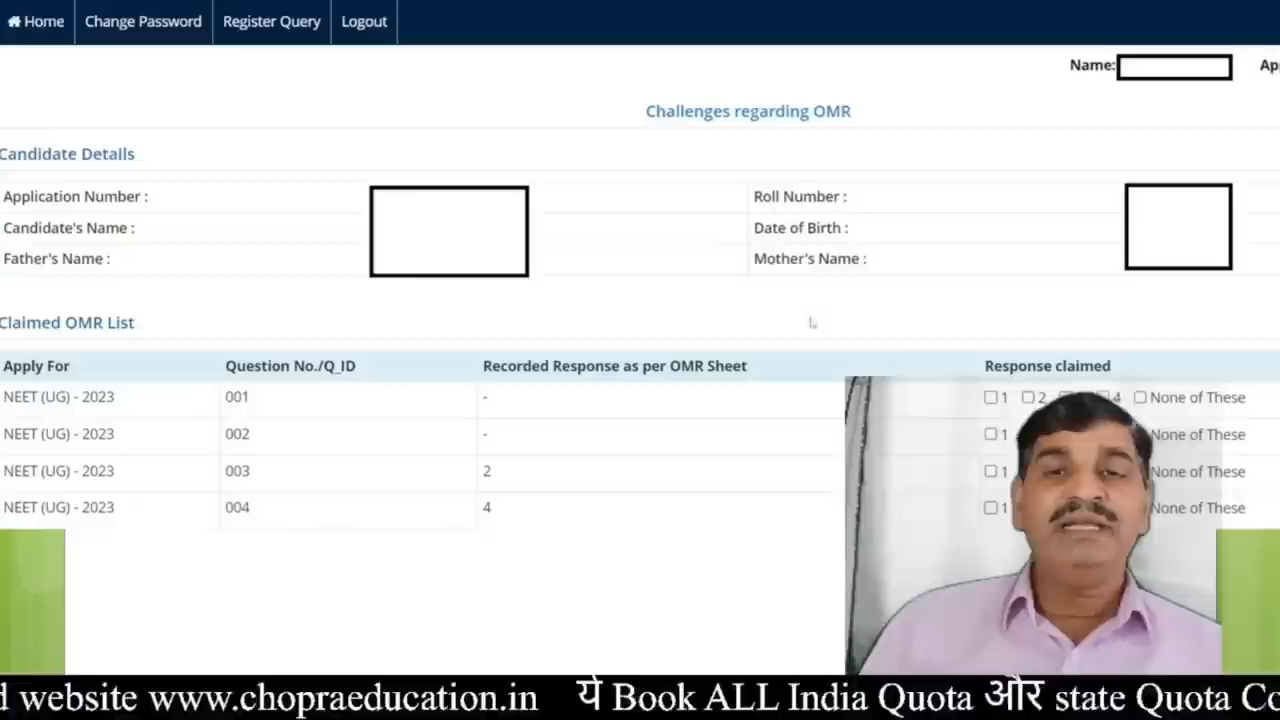 Home Change Password Register Query Logout
Name:
Challenges regarding OMR
Candidate Details
Application Number : Roll Number :
Candidate's Name : Date of Birth :
Father's Name : Mother's Name :
Claimed OMR List
Apply For Question No./Q_ID Recorded Response as per OMR Sheet Response claimed
NEET (UG) - 2023 001 - 1 2 4 None of These
NEET (UG) - 2023 002 - 1 None of These
NEET (UG) - 2023 003 2 1 None of These
NEET (UG) - 2023 004 4 1 None of These
website www.chopraeducation.in ये Book ALL India Quota और state Quota